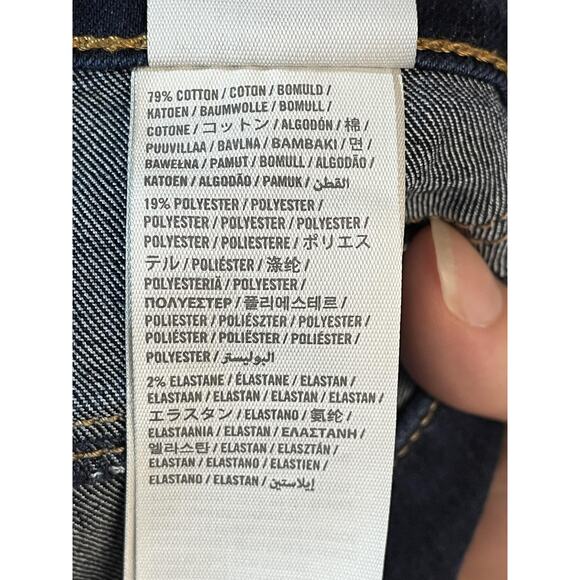 79% COTTON / COTON / BOMULD /
KATOEN / BAUMWOLLE / BOMULL /
COTONE / コットン / ALGODÓN / 棉 /
PUUVILLAA / BAVLNA / ΒΑΜΒΑΚΙ / 면 /
BAWEŁNA / PAMUT / BOMULL / ALGODÃO /
KATOEN / ALGODÃO / PAMUK / القطن
19% POLYESTER / POLYESTER /
POLYESTER / POLYESTER / POLYESTER /
POLYESTER / POLIESTERE / ポリエス
テル / POLIÉSTER / 涤纶 /
POLYESTERIÄ / POLYESTER /
ΠΟΛΥΕΣΤΕΡ / 폴리에스테르 /
POLIESTER / POLIÉSZTER / POLYESTER /
POLIÉSTER / POLYESTER / POLIÉSTER /
POLYESTER / البوليستر
2% ELASTANE / ÉLASTANE / ELASTAN /
ELASTAAN / ELASTAN / ELASTAN / ELASTAN /
エラスタン / ELASTANO / 氨纶 /
ELASTAANIA / ELASTAN / ΕΛΑΣΤΑΝΗ /
엘라스탄 / ELASTAN / ELASZTÁN /
ELASTAN / ELASTANO / ELASTIEN /
ELASTANO / ELASTAN / إيلاستين